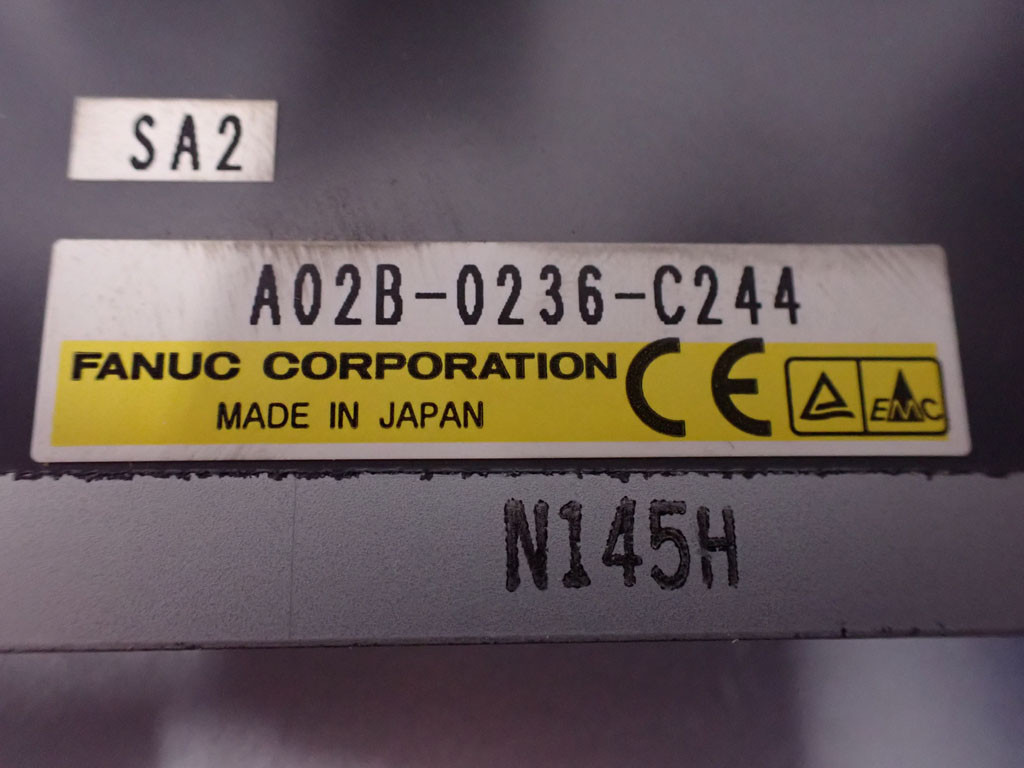 SA2
A02B-0236-C244
FANUC CORPORATION CE
MADE IN JAPAN
EMC
N145H